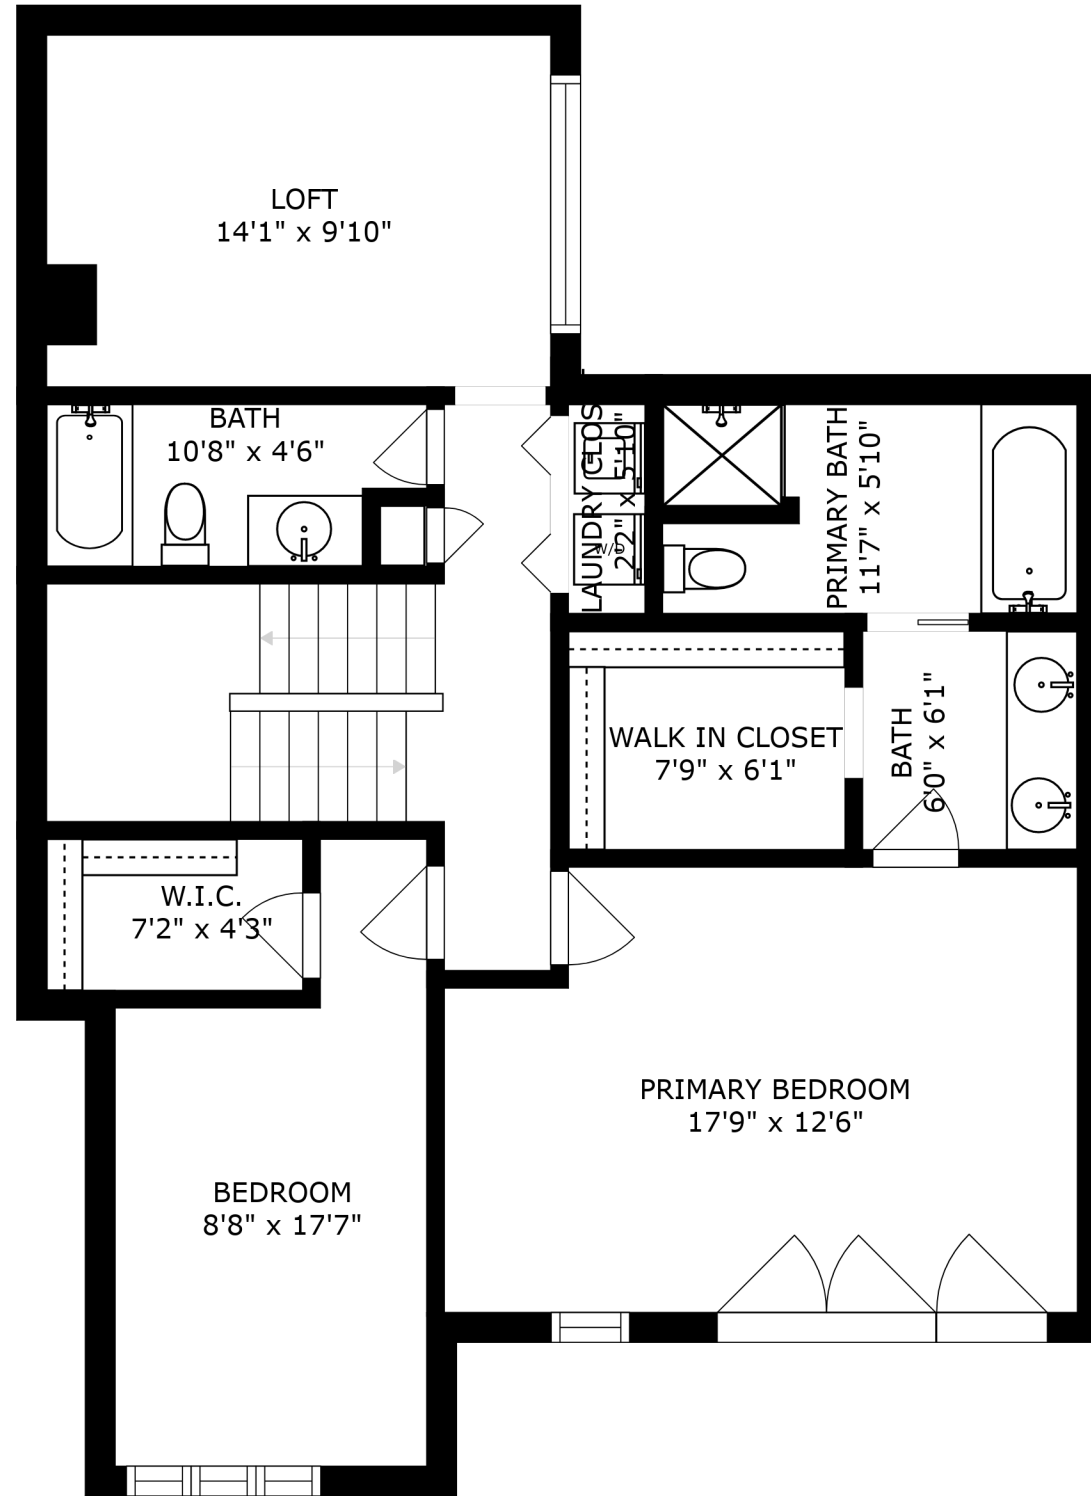 LOFT
14'1" x 9'10"
BATH
10'8" x 4'6"
LAUNDRY CLOS
2'2" x 5'10"
W/D
PRIMARY BATH
11'7" x 5'10"
WALK IN CLOSET
7'9" x 6'1"
BATH
6'0" x 6'1"
W.I.C.
7'2" x 4'3"
PRIMARY BEDROOM
17'9" x 12'6"
BEDROOM
8'8" x 17'7"